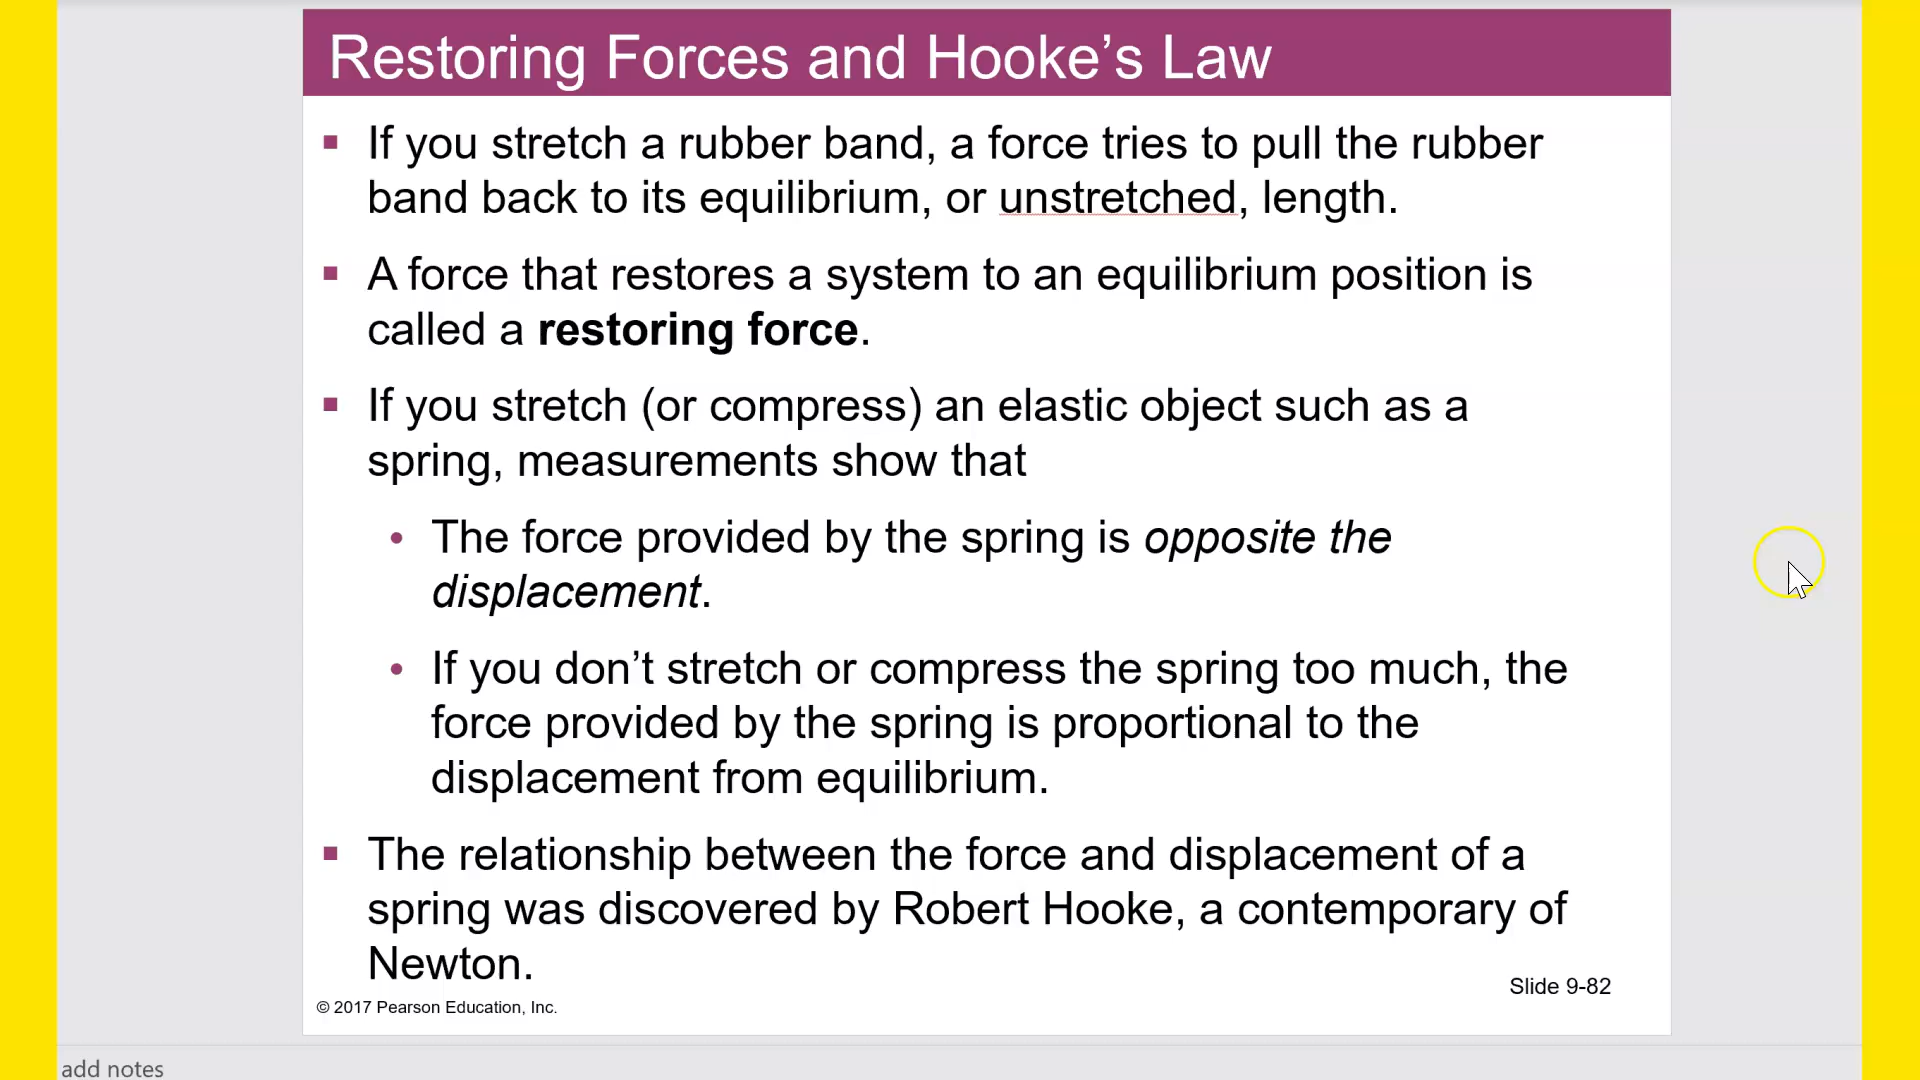 Restoring Forces and Hooke’s Law
If you stretch a rubber band, a force tries to pull the rubber
band back to its equilibrium, or unstretched, length.
A force that restores a system to an equilibrium position is
called a restoring force.
If you stretch (or compress) an elastic object such as a
spring, measurements show that
The force provided by the spring is opposite the
displacement.
If you don’t stretch or compress the spring too much, the
force provided by the spring is proportional to the
displacement from equilibrium.
The relationship between the force and displacement of a
spring was discovered by Robert Hooke, a contemporary of
Newton.
Slide 9-82
© 2017 Pearson Education, Inc.
add notes